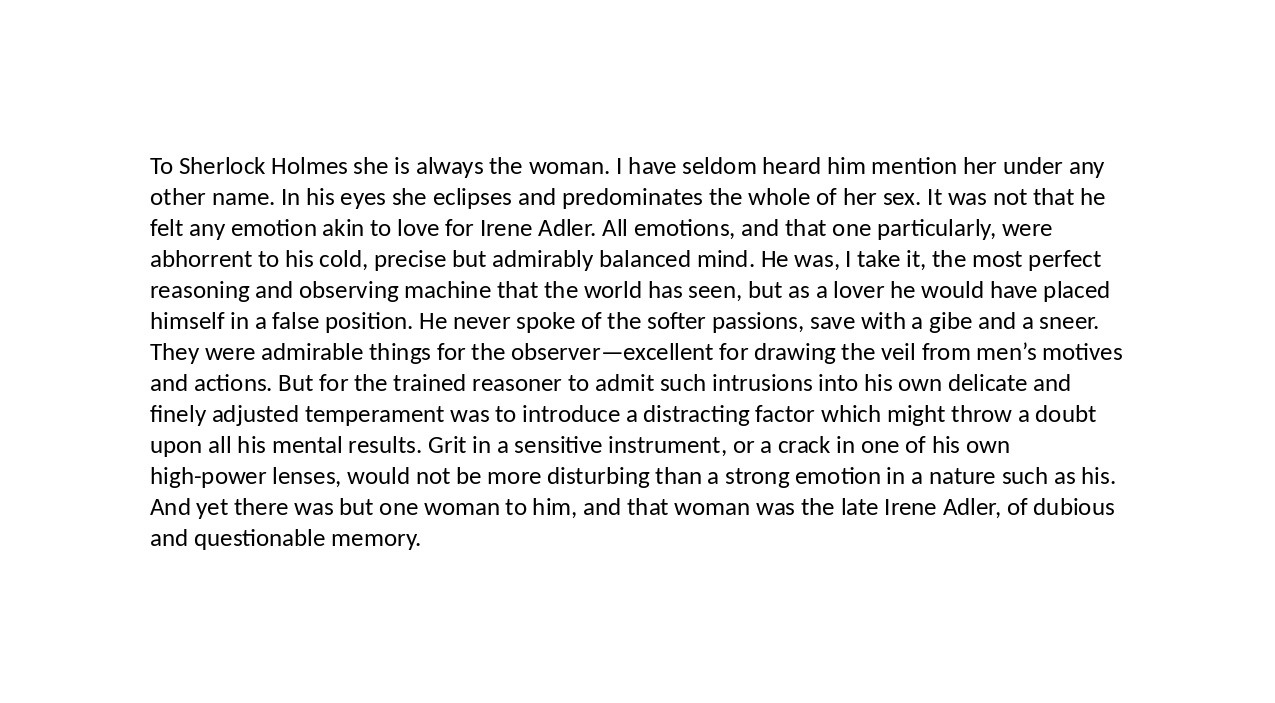 To Sherlock Holmes she is always the woman. I have seldom heard him mention her under any
other name. In his eyes she eclipses and predominates the whole of her sex. It was not that he
felt any emotion akin to love for Irene Adler. All emotions, and that one particularly, were
abhorrent to his cold, precise but admirably balanced mind. He was, I take it, the most perfect
reasoning and observing machine that the world has seen, but as a lover he would have placed
himself in a false position. He never spoke of the softer passions, save with a gibe and a sneer.
They were admirable things for the observer—excellent for drawing the veil from men’s motives
and actions. But for the trained reasoner to admit such intrusions into his own delicate and
finely adjusted temperament was to introduce a distracting factor which might throw a doubt
upon all his mental results. Grit in a sensitive instrument, or a crack in one of his own
high-power lenses, would not be more disturbing than a strong emotion in a nature such as his.
And yet there was but one woman to him, and that woman was the late Irene Adler, of dubious
and questionable memory.